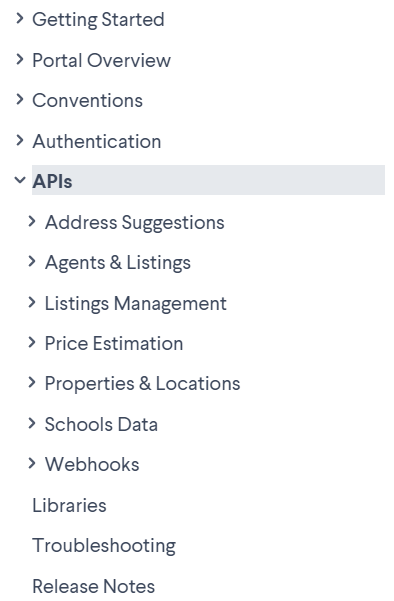 Getting Started
Portal Overview
Conventions
Authentication
APIs
Address Suggestions
Agents & Listings
Listings Management
Price Estimation
Properties & Locations
Schools Data
Webhooks
Libraries
Troubleshooting
Release Notes